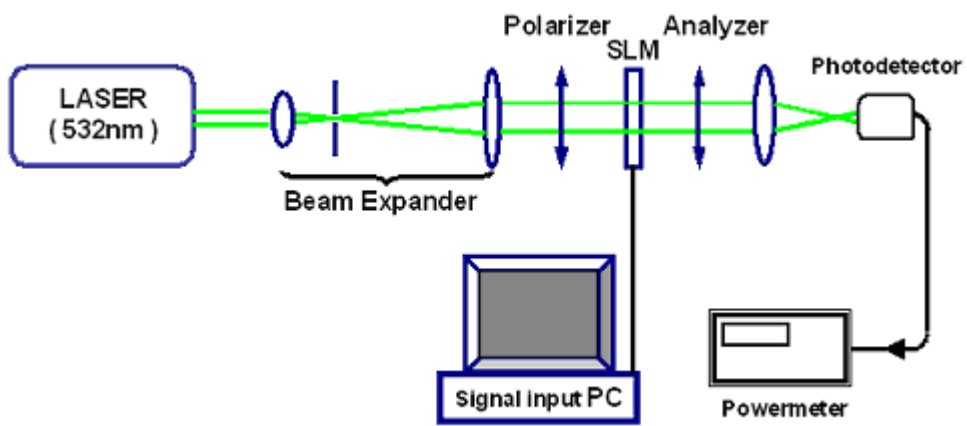 Polarizer
SLM
Analyzer
Photodetector
LASER
( 532nm )
Beam Expander
Signal input PC
Powermeter